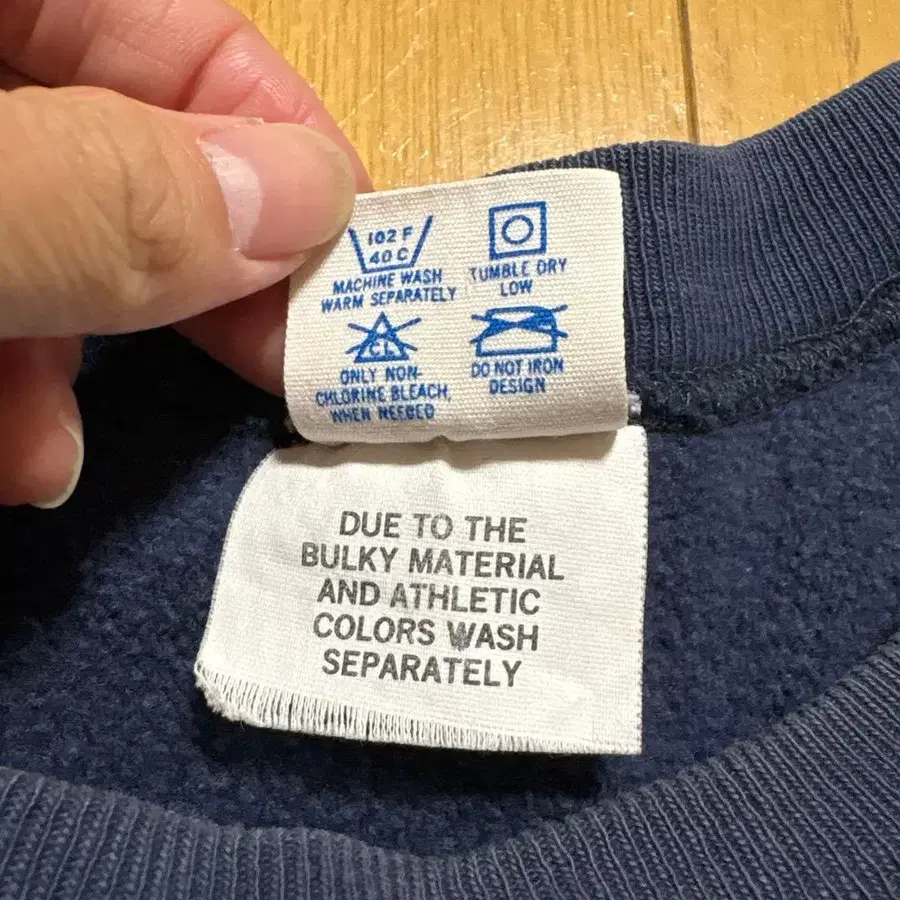 102 F
40 C
MACHINE WASH
WARM SEPARATELY
TUMBLE DRY
LOW
CL
ONLY NON-
CHLORINE BLEACH,
WHEN NEEDED
DO NOT IRON
DESIGN
DUE TO THE
BULKY MATERIAL
AND ATHLETIC
COLORS WASH
SEPARATELY